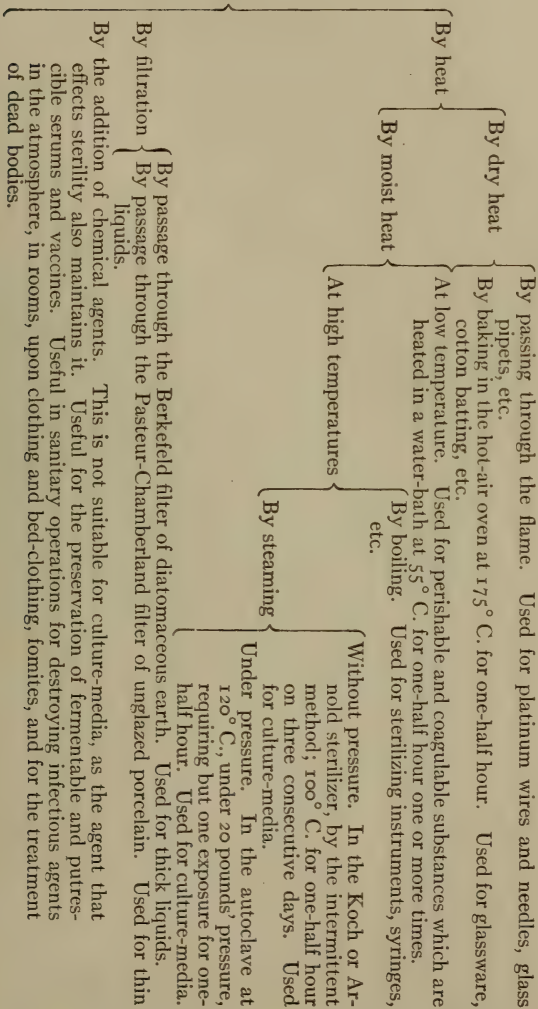 By heat
By dry heat
By passing through the flame. Used for platinum wires and needles, glass
pipets, etc.
By baking in the hot-air oven at 175° C. for one-half hour. Used for glassware,
cotton batting, etc.
By moist heat
At low temperature. Used for perishable and coagulable substances which are
heated in a water-bath at 55° C. for one-half hour one or more times.
At high temperatures
By boiling. Used for sterilizing instruments, syringes,
etc.
By steaming
Without pressure. In the Koch or Ar-
nold sterilizer, by the intermittent
method; 100° C. for one-half hour
on three consecutive days. Used
for culture-media.
Under pressure. In the autoclave at
120° C., under 20 pounds' pressure,
requiring but one exposure for one-
half hour. Used for culture-media.
By filtration
By passage through the Berkefeld filter of diatomaceous earth. Used for thick liquids.
By passage through the Pasteur-Chamberland filter of unglazed porcelain. Used for thin
liquids.
By the addition of chemical agents. This is not suitable for culture-media, as the agent that
effects sterility also maintains it. Useful for the preservation of fermentable and putres-
cible serums and vaccines. Useful in sanitary operations for destroying infectious agents
in the atmosphere, in rooms, upon clothing and bed-clothing, fomites, and for the treatment
of dead bodies.